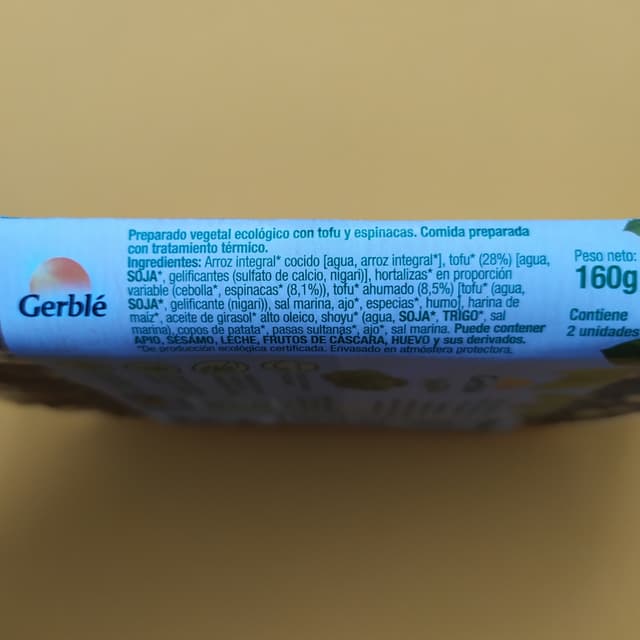 Gerblé
Preparado vegetal ecológico con tofu y espinacas. Comida preparada
con tratamiento térmico.
Ingredientes: Arroz integral* cocido [agua, arroz integral*], tofu* (28%) [agua,
SOJA*, gelificantes (sulfato de calcio, nigari)], hortalizas* en proporción
variable (cebolla*, espinacas* (8,1%)), tofu* ahumado (8,5%) [tofu* (agua,
SOJA*, gelificante (nigari)), sal marina, ajo*, especias*, humo], harina de
maíz*, aceite de girasol* alto oleico, shoyu* (agua, SOJA*, TRIGO*, sal
marina), copos de patata*, pasas sultanas*, ajo*, sal marina. Puede contener
APIO, SÉSAMO, LECHE, FRUTOS DE CÁSCARA, HUEVO y sus derivados.
*De producción ecológica certificada. Envasado en atmósfera protectora.
Peso neto:
160g
Contiene
2 unidades